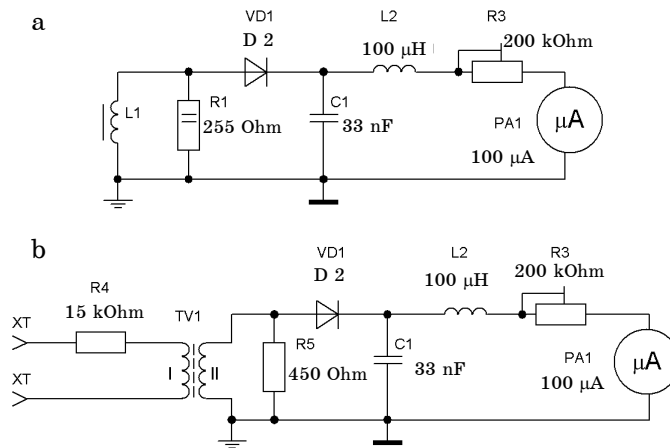 a
VD1
D 2
L2
100 µH
R3
200 kOhm
L1
R1
255 Ohm
C1
33 nF
PA1
100 µA
µA
b
R4
15 kOhm
XT
XT
TV1
I
II
VD1
D 2
R5
450 Ohm
C1
33 nF
L2
100 µH
R3
200 kOhm
PA1
100 µA
µA